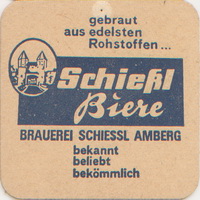 gebraut
aus edelsten
Rohstoffen...
Schießl
Biere
BRAUEREI SCHIESSL AMBERG
bekannt
beliebt
bekömmlich